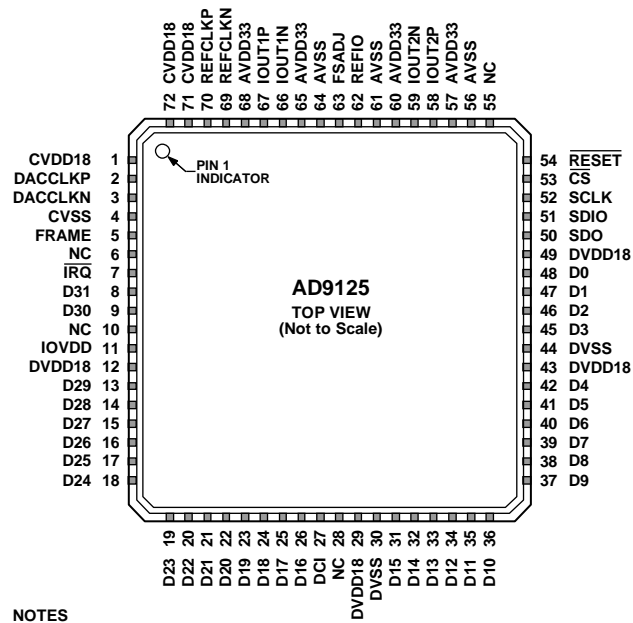 72 CVDD18
71 CVDD18
70 REFCLKP
69 REFCLKN
68 AVDD33
67 IOUT1P
66 IOUT1N
65 AVDD33
64 AVSS
63 FSADJ
62 REFIO
61 AVSS
60 AVDD33
59 IOUT2N
58 IOUT2P
57 AVDD33
56 AVSS
55 NC
CVDD18 1
DACCLKP 2
DACCLKN 3
CVSS 4
FRAME 5
NC 6
IRQ 7
D31 8
D30 9
NC 10
IOVDD 11
DVDD18 12
D29 13
D28 14
D27 15
D26 16
D25 17
D24 18
PIN 1
INDICATOR
AD9125
TOP VIEW
(Not to Scale)
54 RESET
53 CS
52 SCLK
51 SDIO
50 SDO
49 DVDD18
48 D0
47 D1
46 D2
45 D3
44 DVSS
43 DVDD18
42 D4
41 D5
40 D6
39 D7
38 D8
37 D9
D23 19
D22 20
D21 21
D20 22
D19 23
D18 24
D17 25
D16 26
DCI 27
NC 28
DVDD18 29
DVSS 30
D15 31
D14 32
D13 33
D12 34
D11 35
D10 36
NOTES